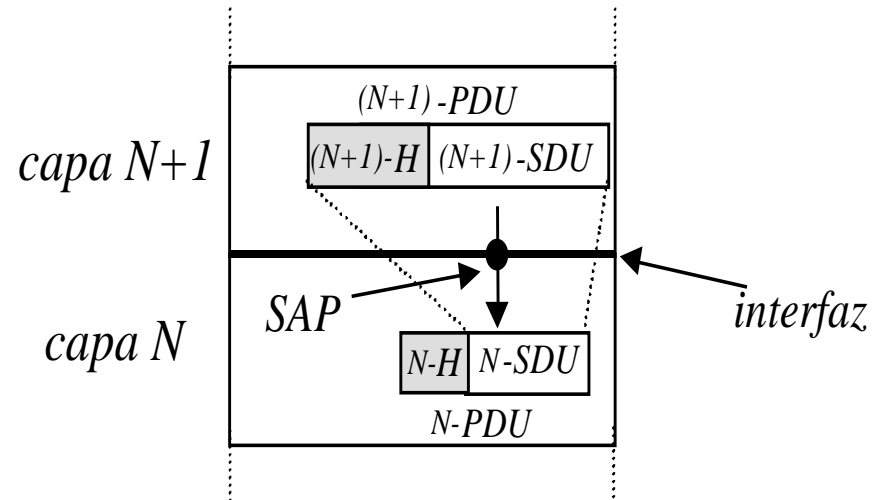 (N+1)-PDU
capa N+1
(N+1)-H
(N+1)-SDU
SAP
interfaz
capa N
N-H
N-SDU
N-PDU